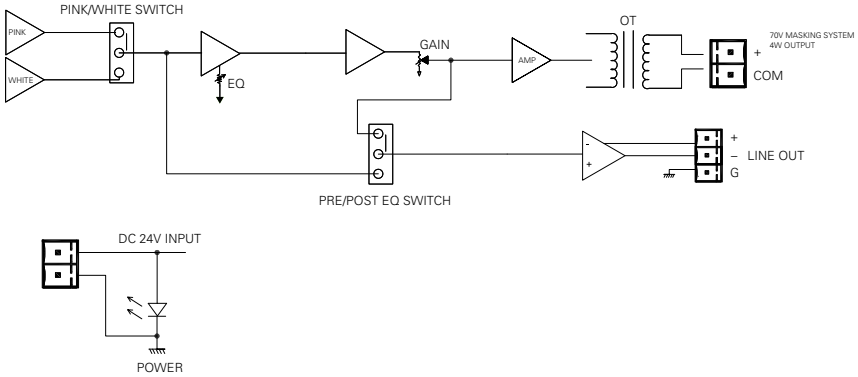 PINK/WHITE SWITCH
PINK
WHITE
EQ
GAIN
AMP
OT
70V MASKING SYSTEM
4W OUTPUT
+
COM
-
+
+
– LINE OUT
G
PRE/POST EQ SWITCH
DC 24V INPUT
POWER